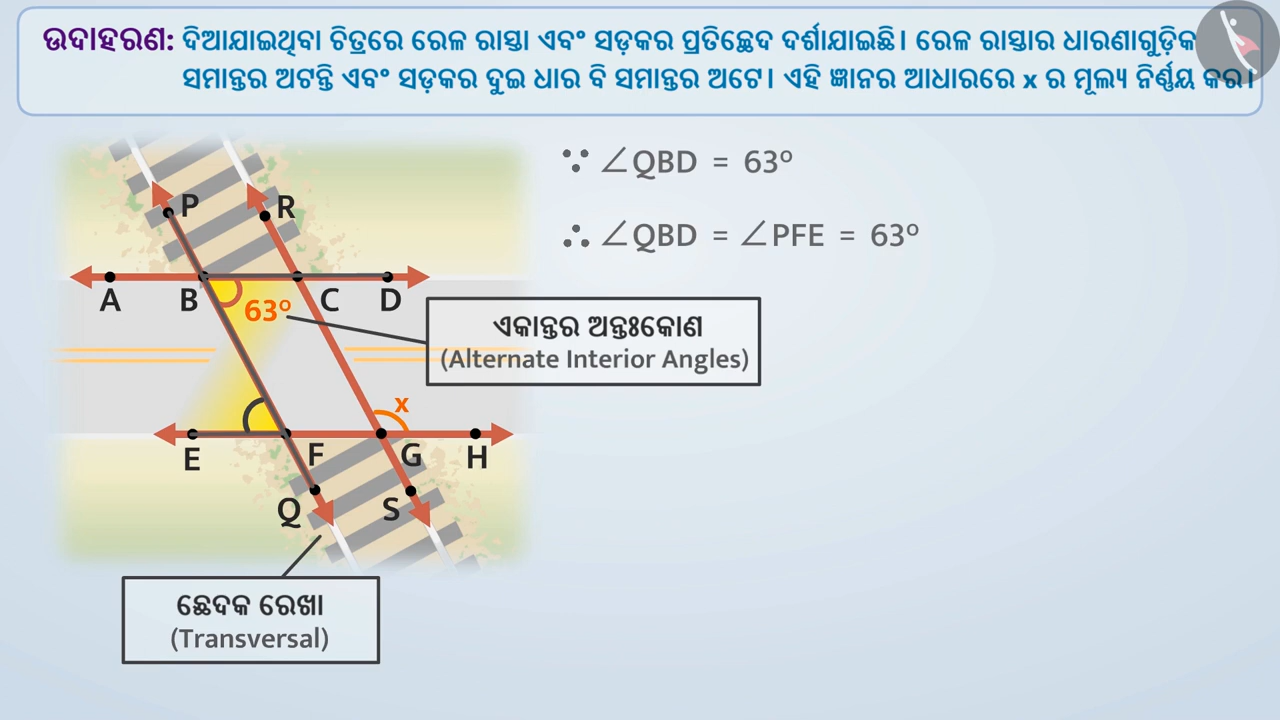 ଉଦାହରଣ: ଦିଆଯାଇଥିବା ଚିତ୍ରରେ ରେଳ ରାସ୍ତା ଏବଂ ସଡ଼କର ପ୍ରତିଚ୍ଛେଦ ଦର୍ଶାଯାଇଛି। ରେଳ ରାସ୍ତାର ଧାରଣାଗୁଡ଼ିକ
ସମାନ୍ତର ଅଟନ୍ତି ଏବଂ ସଡ଼କର ଦୁଇ ଧାର ବି ସମାନ୍ତର ଅଟେ। ଏହି ଜ୍ଞାନର ଆଧାରରେ x ର ମୂଲ୍ୟ ନିର୍ଣ୍ଣୟ କର।
∵ ∠QBD = 63°
∴ ∠QBD = ∠PFE = 63°
P R
A B 63° C D
ଏକାନ୍ତର ଅନ୍ତଃକୋଣ
(Alternate Interior Angles)
x
E F G H
Q S
ଛେଦକ ରେଖା
(Transversal)